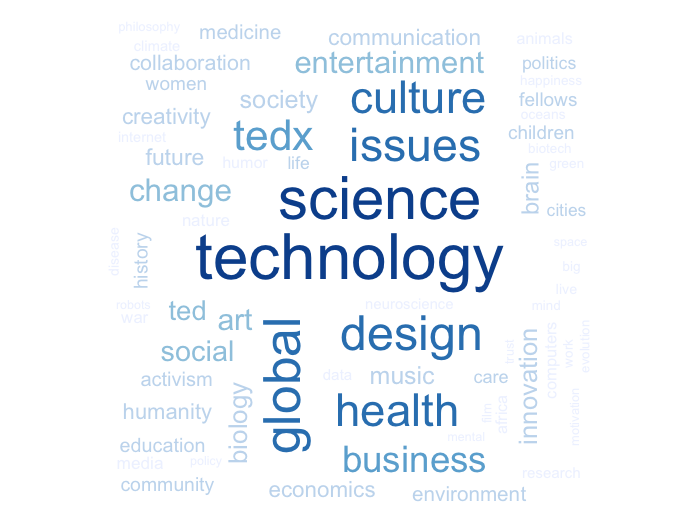 philosophy
medicine
communication
animals
climate
collaboration
entertainment
politics
women
happiness
society
culture
fellows
creativity
oceans
internet
tedx
issues
children
biotech
future
humor
life
green
change
science
brain
cities
nature
technology
disease
history
space
big
live
robots
war
ted
art
neuroscience
mind
global
design
social
trust
innovation
computers
work
evolution
activism
data
music
care
humanity
biology
health
film
africa
motivation
education
mental
media
policy
business
research
community
economics
environment